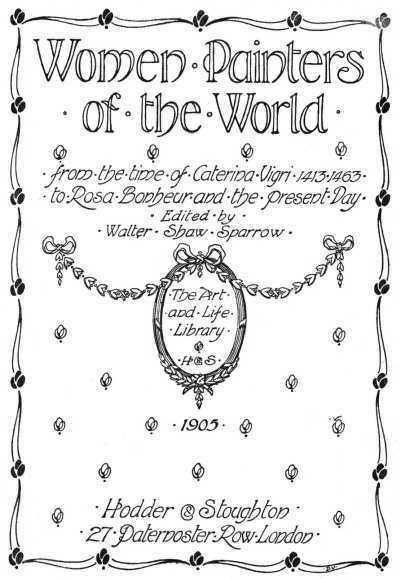 Women · Painters
· of · the · World ·
· from · the · time · of · Caterina · Vigri · 1413-1463 ·
· to · Rosa · Bonheur · and · the · Present · Day ·
· Edited · by ·
· Walter · Shaw · Sparrow ·
· The · Art ·
· and · Life ·
· Library ·
· H&S ·
· 1905 ·
· Hodder & Stoughton ·
· 27 · Paternoster · Row · London ·